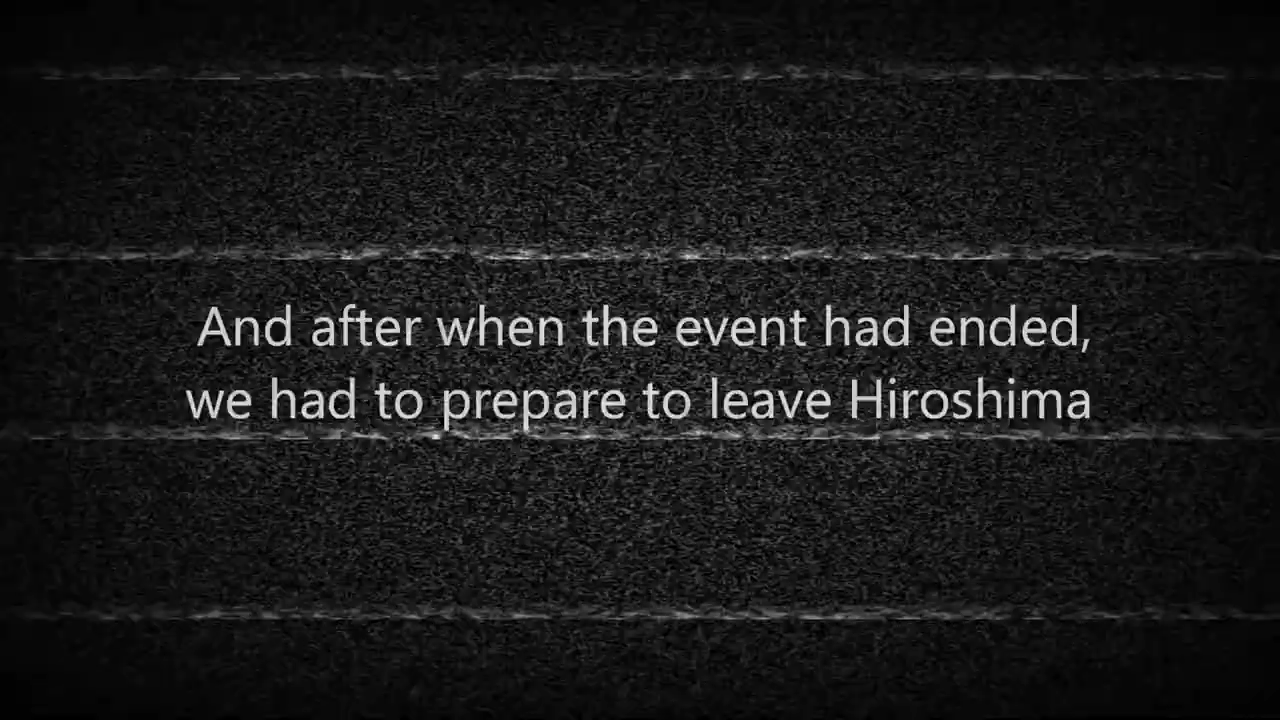 And after when the event had ended,
we had to prepare to leave Hiroshima